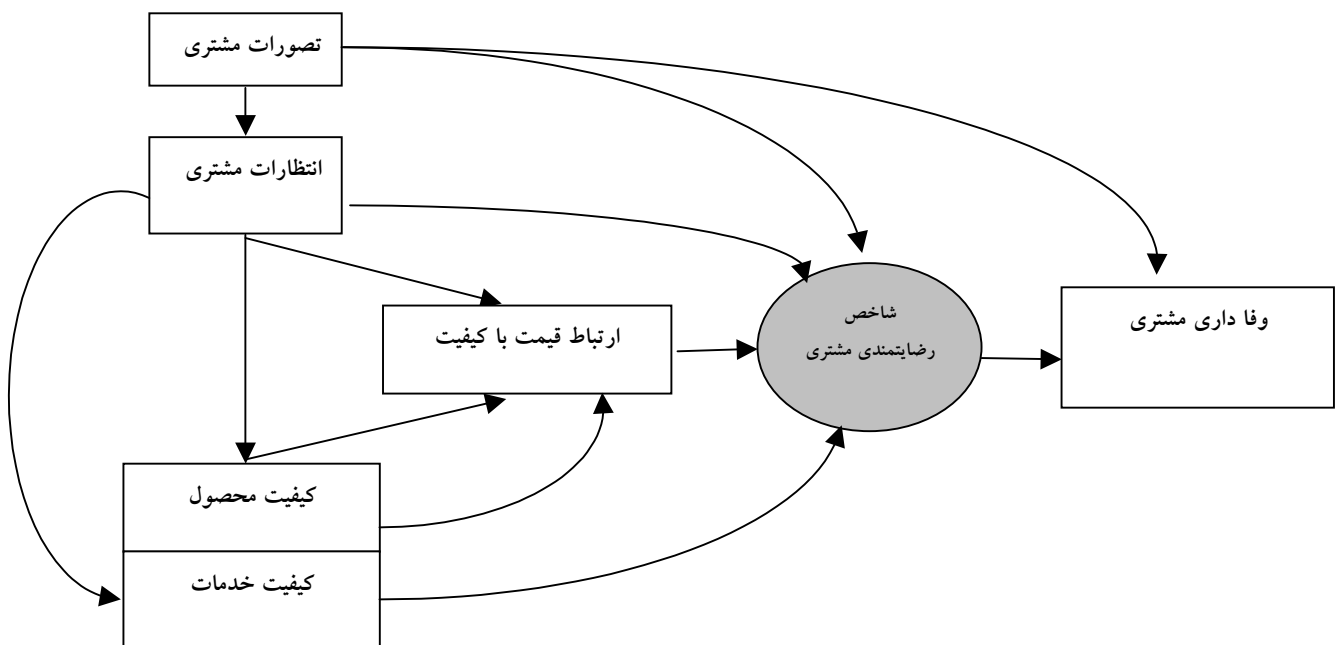 تصورات مشتری
انتظارات مشتری
ارتباط قیمت با کیفیت
شاخص
رضایتمندی مشتری
وفا داری مشتری
کیفیت محصول
کیفیت خدمات